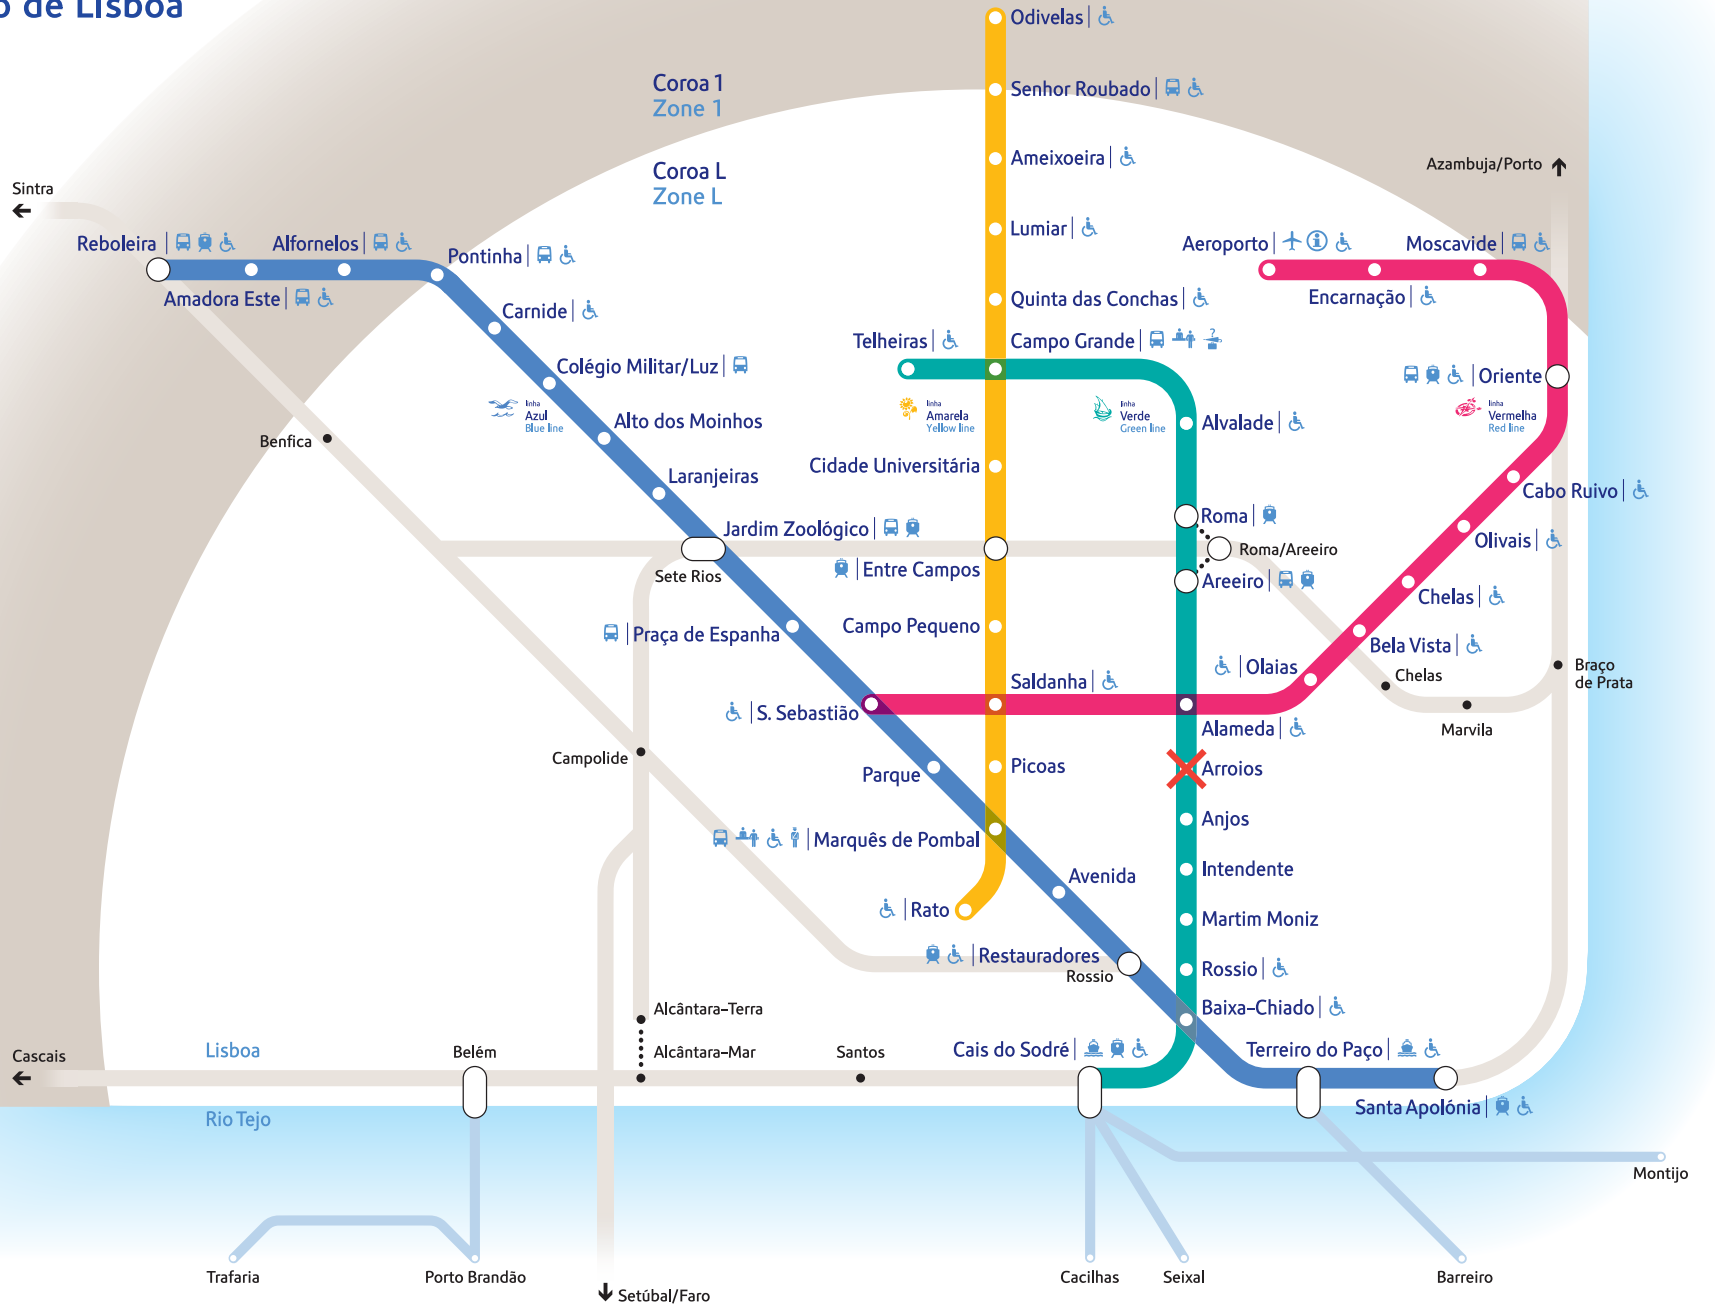 o de Lisboa
Odivelas
Coroa 1
Zone 1
Senhor Roubado
Ameixoeira
Coroa L
Zone L
Azambuja/Porto
Sintra
Lumiar
Reboleira
Alfornelos
Pontinha
Aeroporto
Moscavide
Amadora Este
Quinta das Conchas
Encarnação
Carnide
Telheiras
Campo Grande
Colégio Militar/Luz
Oriente
linha
Azul
Blue line
linha
Amarela
Yellow line
linha
Verde
Green line
linha
Vermelha
Red line
Alto dos Moinhos
Alvalade
Benfica
Cidade Universitária
Laranjeiras
Cabo Ruivo
Jardim Zoológico
Roma
Olivais
Roma/Areeiro
Sete Rios
Entre Campos
Areeiro
Chelas
Praça de Espanha
Campo Pequeno
Bela Vista
Olaias
Chelas
Braço
de Prata
Saldanha
S. Sebastião
Alameda
Marvila
Campolide
Parque
Picoas
Arroios
Anjos
Marquês de Pombal
Intendente
Avenida
Rato
Martim Moniz
Restauradores
Rossio
Rossio
Alcântara-Terra
Baixa-Chiado
Cascais
Lisboa
Belém
Alcântara-Mar
Santos
Cais do Sodré
Terreiro do Paço
Rio Tejo
Santa Apolónia
Montijo
Trafaria
Porto Brandão
Cacilhas
Seixal
Barreiro
Setúbal/Faro